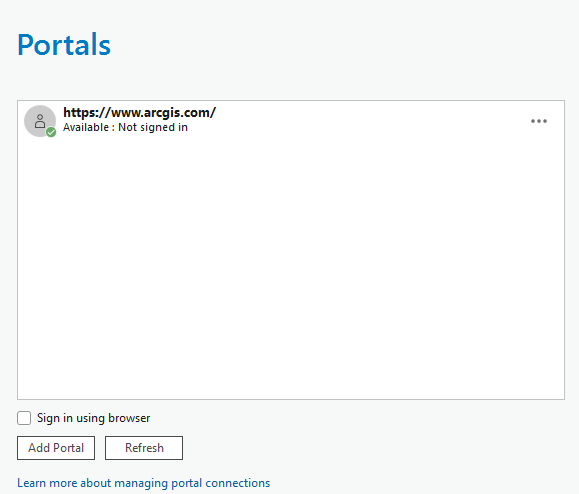 Portals
https://www.arcgis.com/
Available : Not signed in
Sign in using browser
Add Portal
Refresh
Learn more about managing portal connections